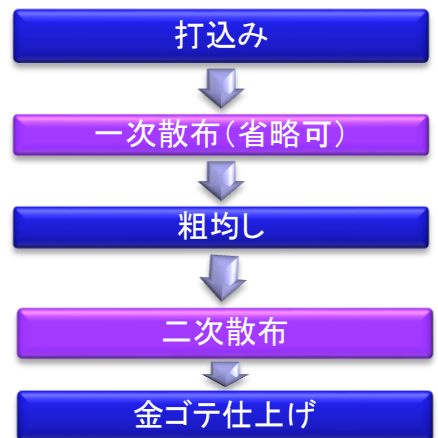 打込み
一次散布(省略可)
粗均し
二次散布
金ゴテ仕上げ